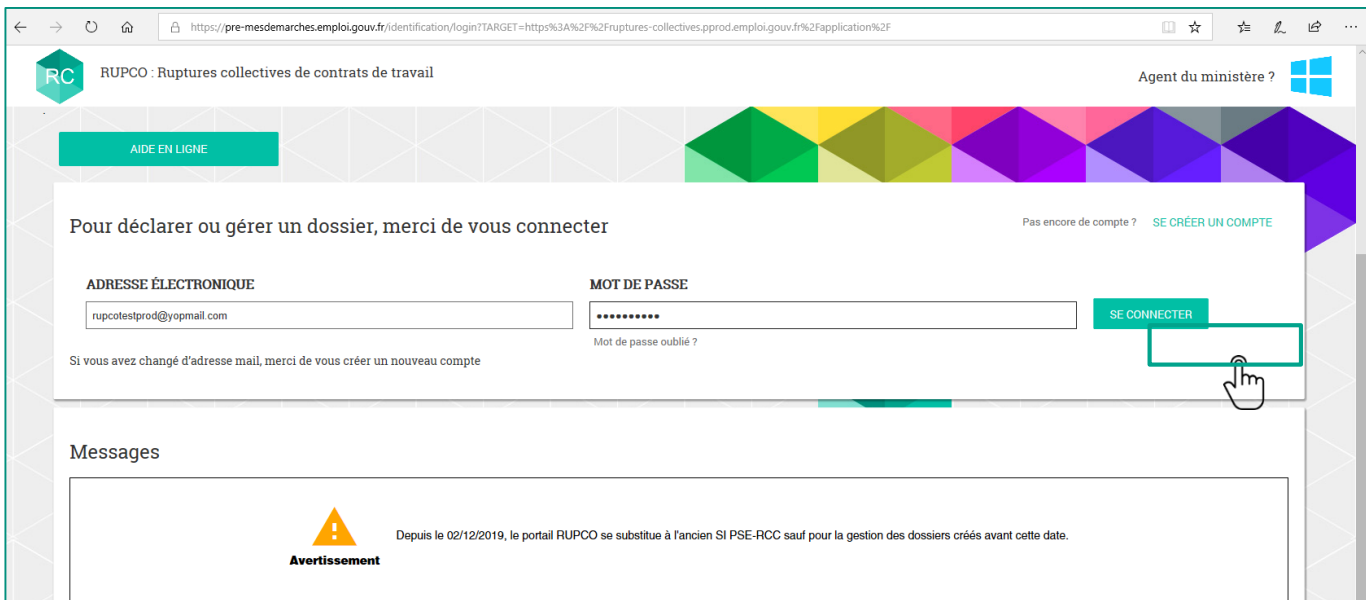 https://pre-mesdemarches.emploi.gouv.fr/identification/login?TARGET=https%3A%2F%2Fruptures-collectives.pprod.emploi.gouv.fr%2Fapplication%2F
RC
RUPCO : Ruptures collectives de contrats de travail
Agent du ministère ?
AIDE EN LIGNE
Pour déclarer ou gérer un dossier, merci de vous connecter
Pas encore de compte ? SE CRÉER UN COMPTE
ADRESSE ÉLECTRONIQUE
MOT DE PASSE
rupcotestprod@yopmail.com
••••••••••
SE CONNECTER
Mot de passe oublié ?
Si vous avez changé d'adresse mail, merci de vous créer un nouveau compte
Messages
Depuis le 02/12/2019, le portail RUPCO se substitue à l'ancien SI PSE-RCC sauf pour la gestion des dossiers créés avant cette date.
Avertissement